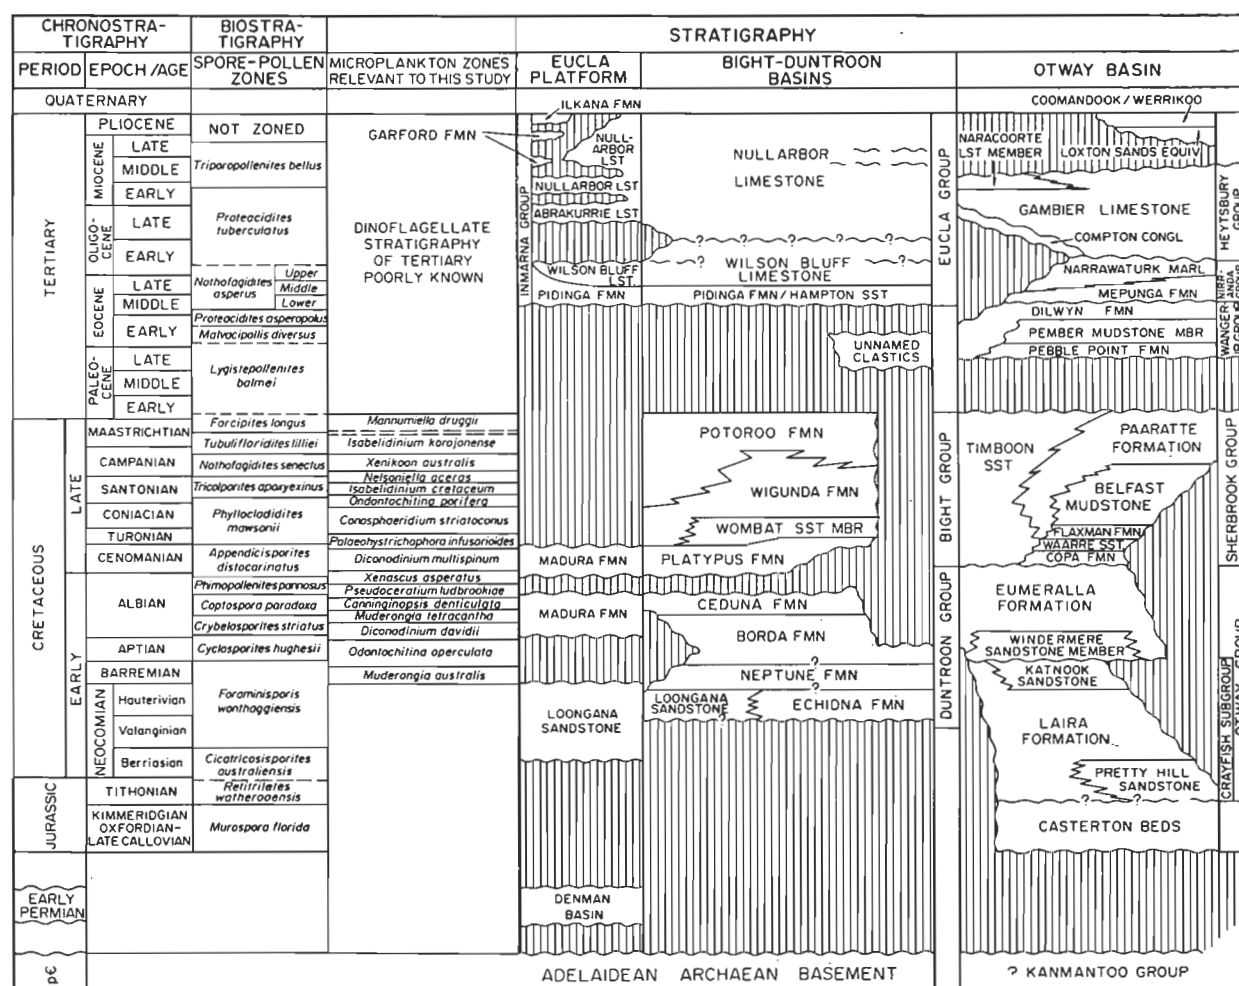 CHRONOSTRA-
TIGRAPHY
BIOSTRA-
TIGRAPHY
STRATIGRAPHY
PERIOD
EPOCH/AGE
SPORE-POLLEN
ZONES
MICROPLANKTON ZONES
RELEVANT TO THIS STUDY
EUCLA
PLATFORM
BIGHT-DUNTROON
BASINS
OTWAY BASIN
QUATERNARY
TERTIARY
PLIOCENE
MIOCENE
LATE
MIDDLE
EARLY
OLIGO-
CENE
LATE
EARLY
EOCENE
LATE
MIDDLE
EARLY
PALEO-
CENE
LATE
MIDDLE
EARLY
CRETACEOUS
LATE
MAASTRICHTIAN
CAMPANIAN
SANTONIAN
CONIACIAN
TURONIAN
CENOMANIAN
EARLY
ALBIAN
APTIAN
BARREMIAN
NEOCOMIAN
Hauterivian
Valanginian
Berriasian
JURASSIC
TITHONIAN
KIMMERIDGIAN
OXFORDIAN-
LATE CALLOVIAN
EARLY
PERMIAN
p€
NOT ZONED
Triporopollenites bellus
Proteacidites
tuberculatus
Nothofagidites
asperus
Upper
Middle
Lower
Proteacidites asperopolus
Malvacipollis diversus
Lygistepollenites
balmei
Forcipites longus
Tubulifloridites lilliei
Nothofagidites senectus
Tricolporites apoxyexinus
Phyllocladidites
mawsonii
Appendicisporites
distocarinatus
Phimopollenites pannosus
Coptospora paradoxa
Crybelosporites striatus
Cyclosporites hughesii
Foraminisporis
wonthaggiensis
Cicatricosisporites
australiensis
Retitriletes
watherooensis
Murospora florida
DINOFLAGELLATE
STRATIGRAPHY
OF TERTIARY
POORLY KNOWN
Mannumiella druggii
Isabelidinium korojonense
Xenikoon australis
Nelsoniella aceras
Isabelidinium cretaceum
Odontochitina porifera
Conosphaeridium striatoconus
Palaeohystrichophora infusorioides
Diconodinium multispinum
Xenascus asperatus
Pseudoceratium ludbrookiae
Canninginopsis denticulata
Muderongia tetracantha
Diconodinium davidii
Odontochitina operculata
Muderongia australis
INMARNA GROUP
ILKANA FMN
GARFORD FMN
NULL-
ARBOR
LST
NULLARBOR LST
ABRAKURRIE LST
WILSON BLUFF
LST.
PIDINGA FMN
MADURA FMN
MADURA FMN
LOONGANA
SANDSTONE
DENMAN
BASIN
NULLARBOR
LIMESTONE
? ? ? ? ?
? WILSON BLUFF ?
LIMESTONE
PIDINGA FMN/HAMPTON SST
UNNAMED
CLASTICS
POTOROO FMN
WIGUNDA FMN
WOMBAT SST MBR
PLATYPUS FMN
CEDUNA FMN
BORDA FMN
?
NEPTUNE FMN
?
LOONGANA
SANDSTONE
?
ECHIDNA FMN
EUCLA GROUP
BIGHT GROUP
DUNTROON GROUP
COOMANDOOK/WERRIKOO
NARACOORTE
LST MEMBER
LOXTON SANDS EQUIV
GAMBIER LIMESTONE
COMPTON CONGL
NARRAWATURK MARL
MEPUNGA FMN
DILWYN FMN
PEMBER MUDSTONE MBR
PEBBLE POINT FMN
TIMBOON
SST
PAARATTE
FORMATION
BELFAST
MUDSTONE
FLAXMAN FMN
WAARRE SST
COPA FMN
EUMERALLA
FORMATION
WINDERMERE
SANDSTONE MEMBER
KATNOOK
SANDSTONE
LAIRA
FORMATION
PRETTY HILL
SANDSTONE
? ? ?
CASTERTON BEDS
HEYTSBURY
GROUP
NIRR-
ANDA
GROUP
WANGER-
IP GROUP
SHERBROOK GROUP
CRAYFISH SUBGROUP
OTWAY GROUP
ADELAIDEAN ARCHAEAN BASEMENT
? KANMANTOO GROUP